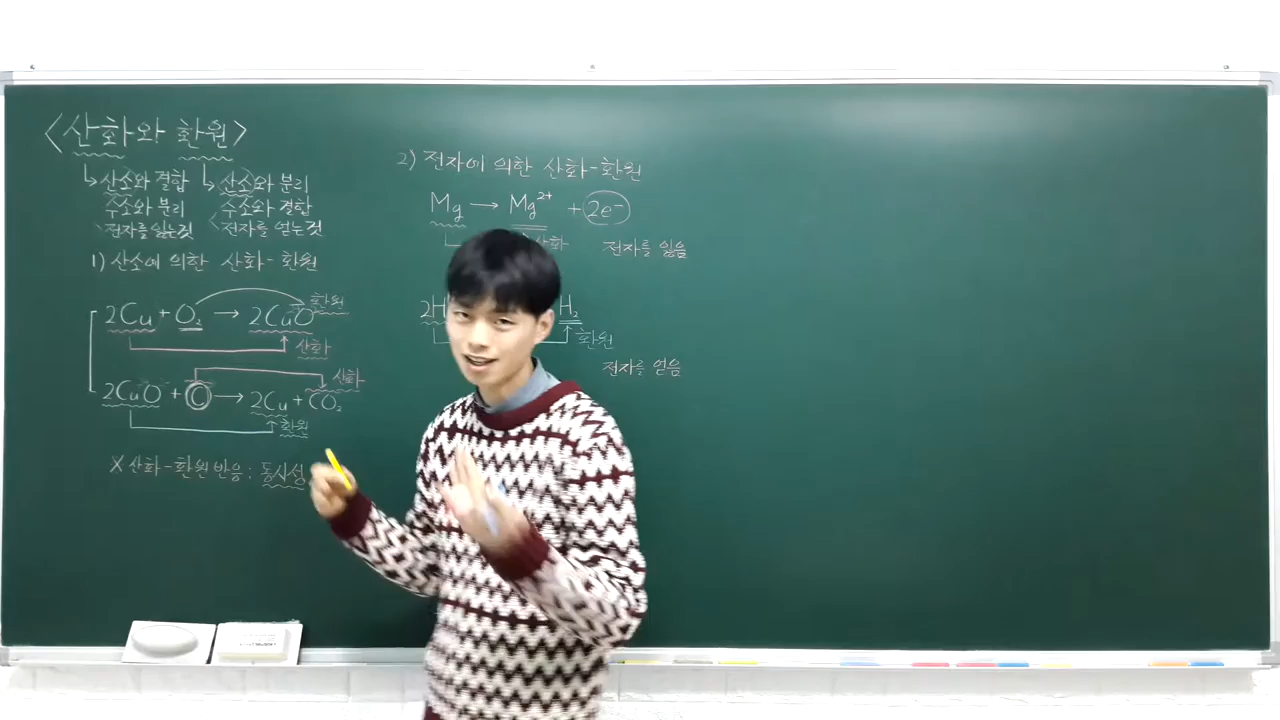 <산화와 환원>
↳산소와 결합 ↳산소와 분리
수소와 분리 수소와 결합
전자를 잃는것 전자를 얻는것
1) 산소에 의한 산화-환원
2Cu + O₂ → 2CuO 환원
산화
2CuO + C → 2Cu + CO₂ 산화
환원
※산화-환원 반응: 동시성
2) 전자에 의한 산화-환원
Mg → Mg²⁺ + 2e⁻
산화 전자를 잃음
2H H₂
환원
전자를 얻음